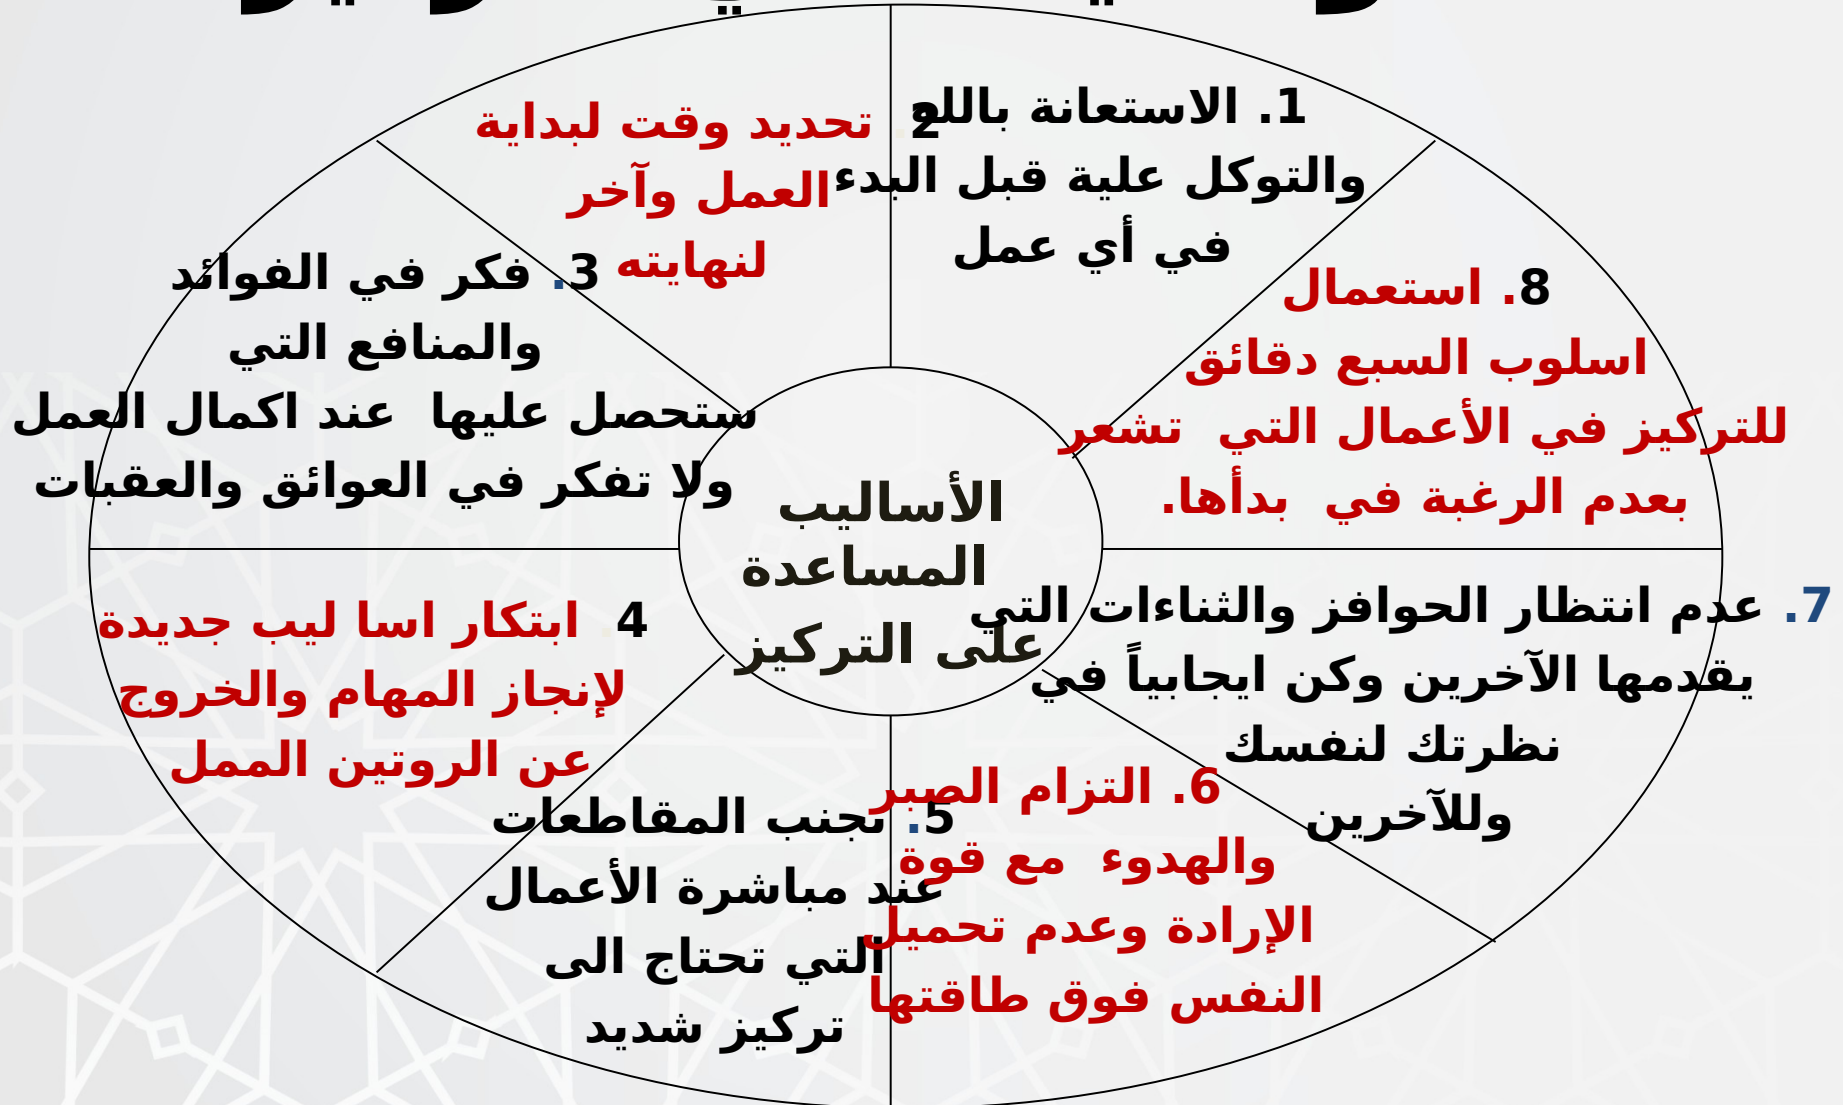 الأساليب
المساعدة
على التركيز
1. الاستعانة بالله
والتوكل علية قبل البدء
في أي عمل
2. تحديد وقت لبداية
العمل وآخر
لنهايته
3. فكر في الفوائد
والمنافع التي
ستحصل عليها عند اكمال العمل
ولا تفكر في العوائق والعقبات
4. ابتكار اسا ليب جديدة
لإنجاز المهام والخروج
عن الروتين الممل
5. تجنب المقاطعات
عند مباشرة الأعمال
التي تحتاج الى
تركيز شديد
6. التزام الصبر
والهدوء مع قوة
الإرادة وعدم تحميل
النفس فوق طاقتها
7. عدم انتظار الحوافز والثناءات التي
يقدمها الآخرين وكن ايجابياً في
نظرتك لنفسك
وللآخرين
8. استعمال
اسلوب السبع دقائق
للتركيز في الأعمال التي تشعر
بعدم الرغبة في بدأها.